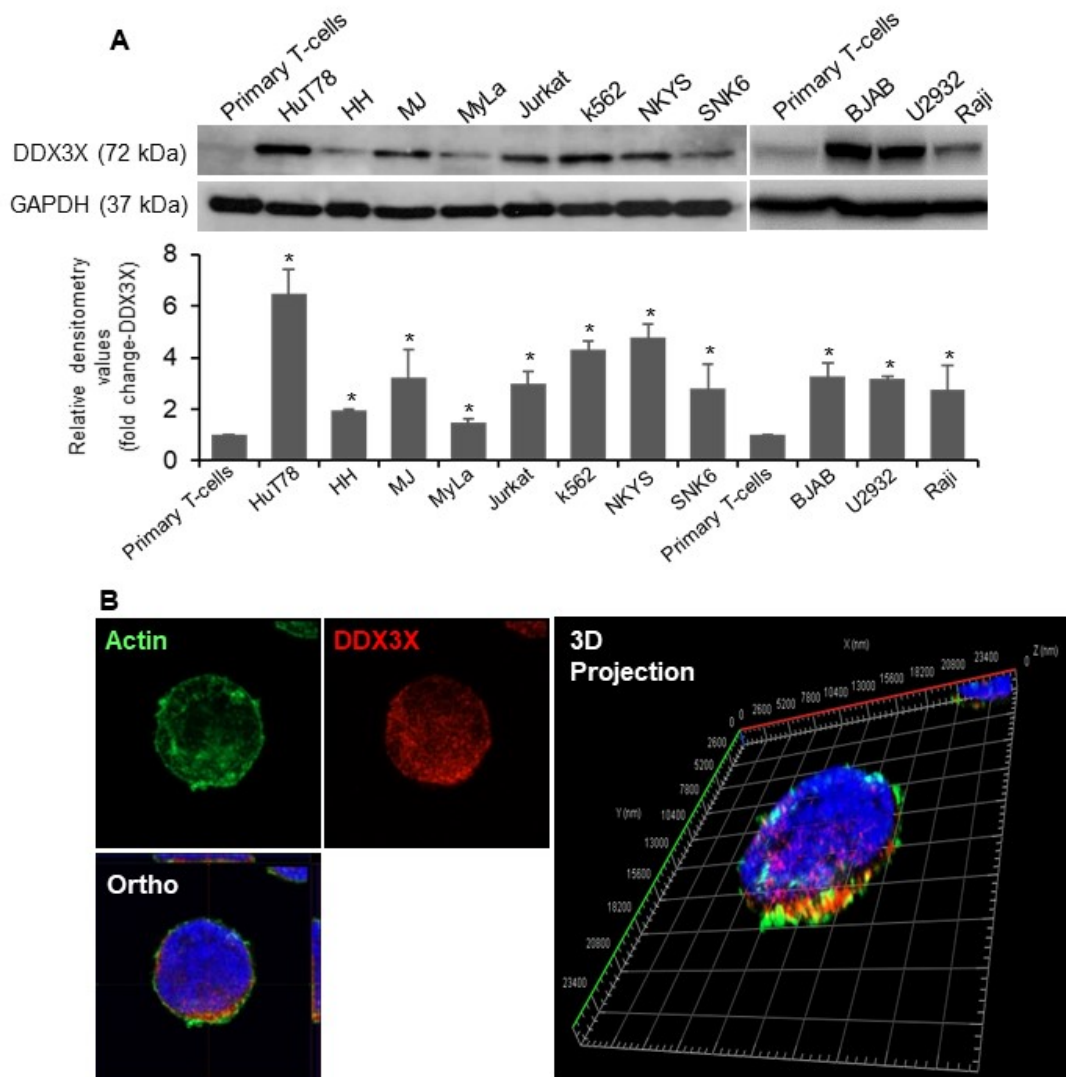 A
Primary T-cells HuT78 HH MJ MyLa Jurkat k562 NKYS SNK6 Primary T-cells BJAB U2932 Raji
DDX3X (72 kDa)
GAPDH (37 kDa)
Relative densitometry
values
(fold change-DDX3X)
8
6
4
2
0
* * * * * * * * * * *
Primary T-cells HuT78 HH MJ MyLa Jurkat k562 NKYS SNK6 Primary T-cells BJAB U2932 Raji
B
Actin
DDX3X
Ortho
3D
Projection
X (nm)
0 2600 5200 7800 10400 13000 15600 18200 20800 23400
Z (nm)
0
Y (nm)
0 2600 5200 7800 10400 13000 15600 18200 20800 23400